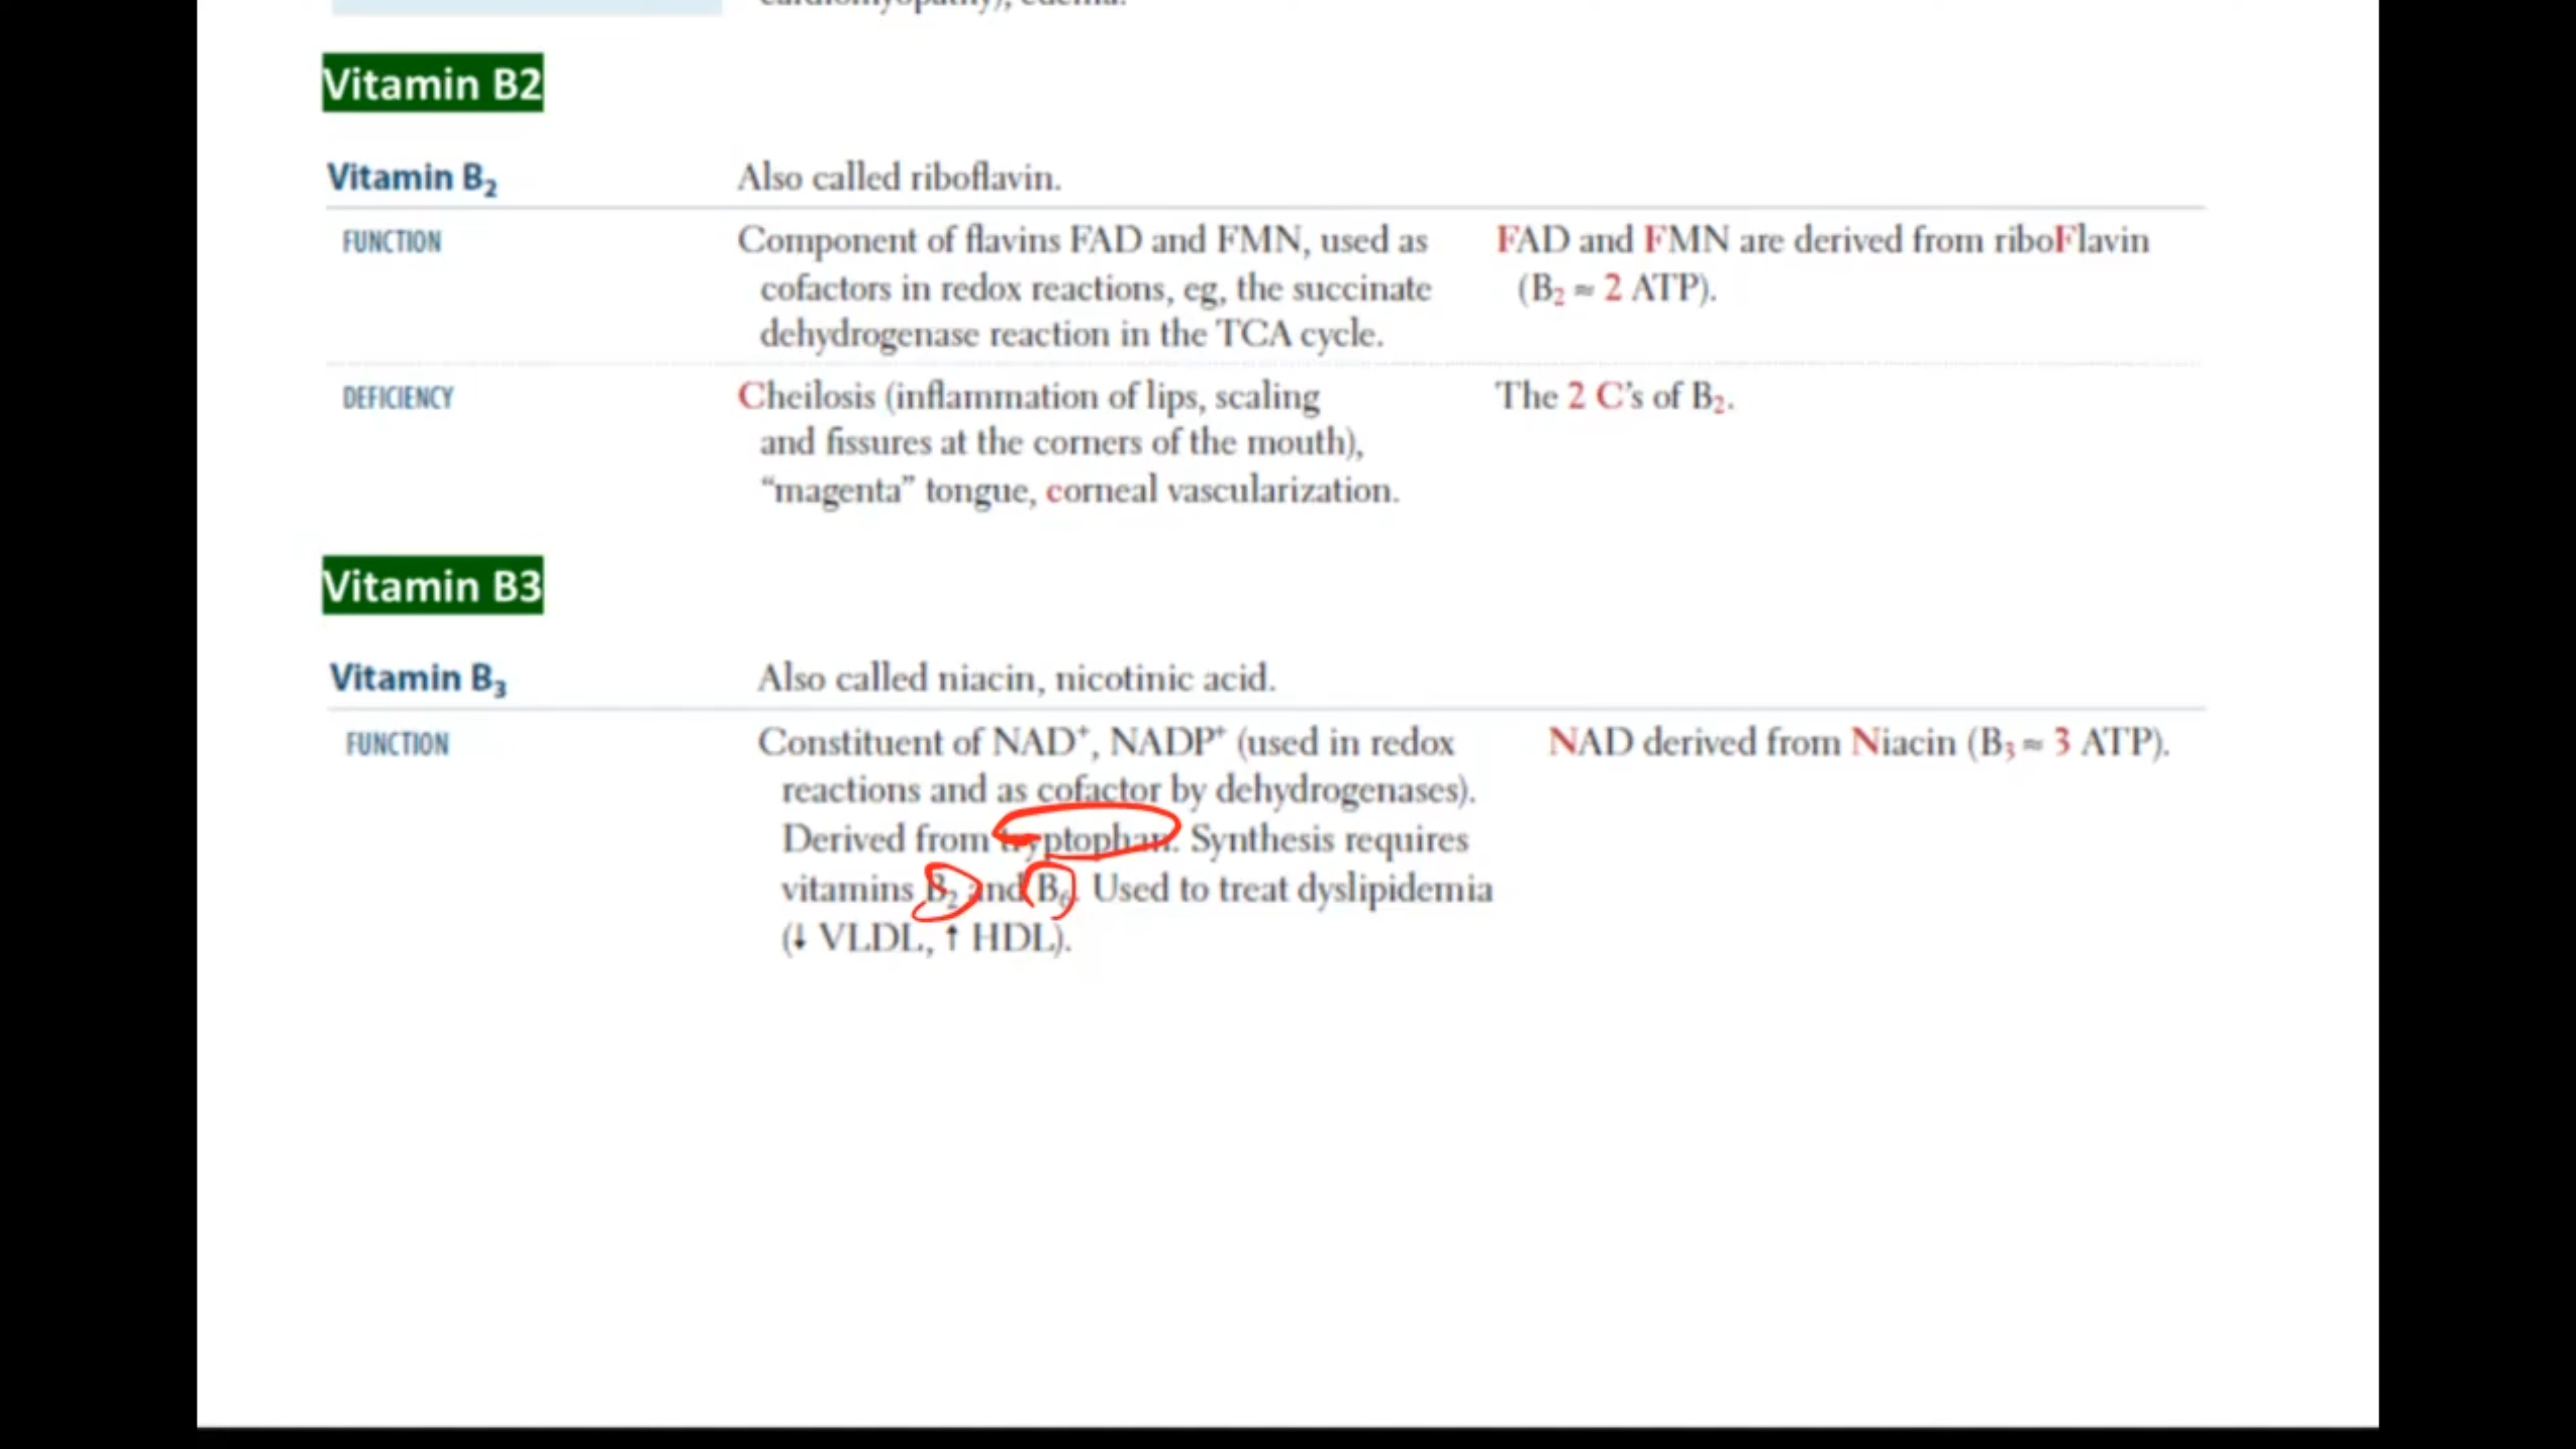 cardiomyopathy), edema.
Vitamin B2
Vitamin B₂ Also called riboflavin.
FUNCTION Component of flavins FAD and FMN, used as FAD and FMN are derived from riboFlavin
cofactors in redox reactions, eg, the succinate (B₂ ≈ 2 ATP).
dehydrogenase reaction in the TCA cycle.
DEFICIENCY Cheilosis (inflammation of lips, scaling The 2 C’s of B₂.
and fissures at the corners of the mouth),
“magenta” tongue, corneal vascularization.
Vitamin B3
Vitamin B₃ Also called niacin, nicotinic acid.
FUNCTION Constituent of NAD⁺, NADP⁺ (used in redox NAD derived from Niacin (B₃ ≈ 3 ATP).
reactions and as cofactor by dehydrogenases).
Derived from tryptophan. Synthesis requires
vitamins B₂ and B₆. Used to treat dyslipidemia
(↓ VLDL, ↑ HDL).